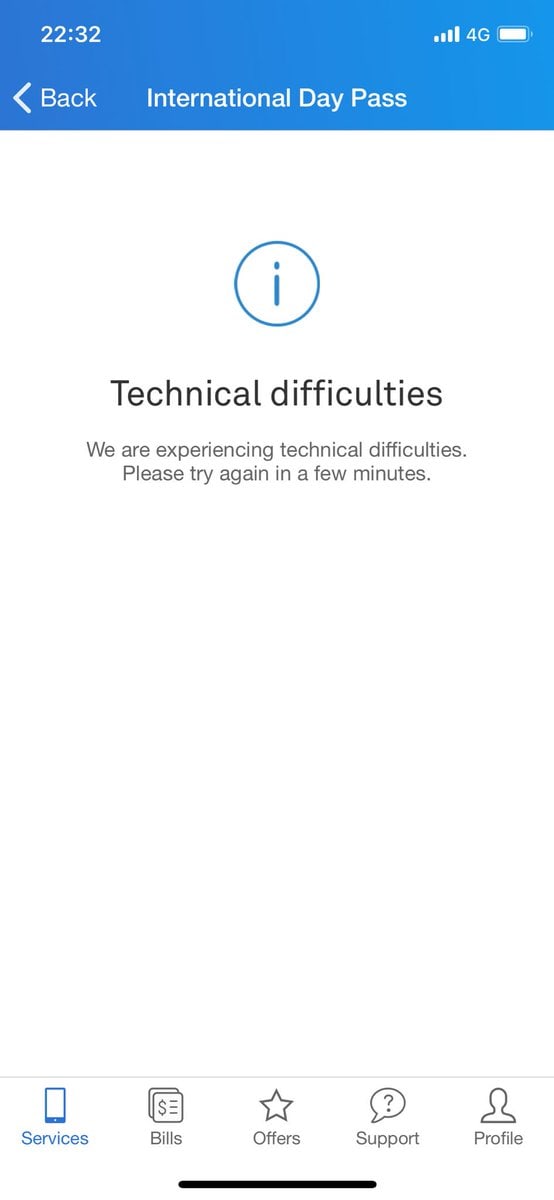 22:32 4G
Back International Day Pass
Technical difficulties
We are experiencing technical difficulties.
Please try again in a few minutes.
Services Bills Offers Support Profile